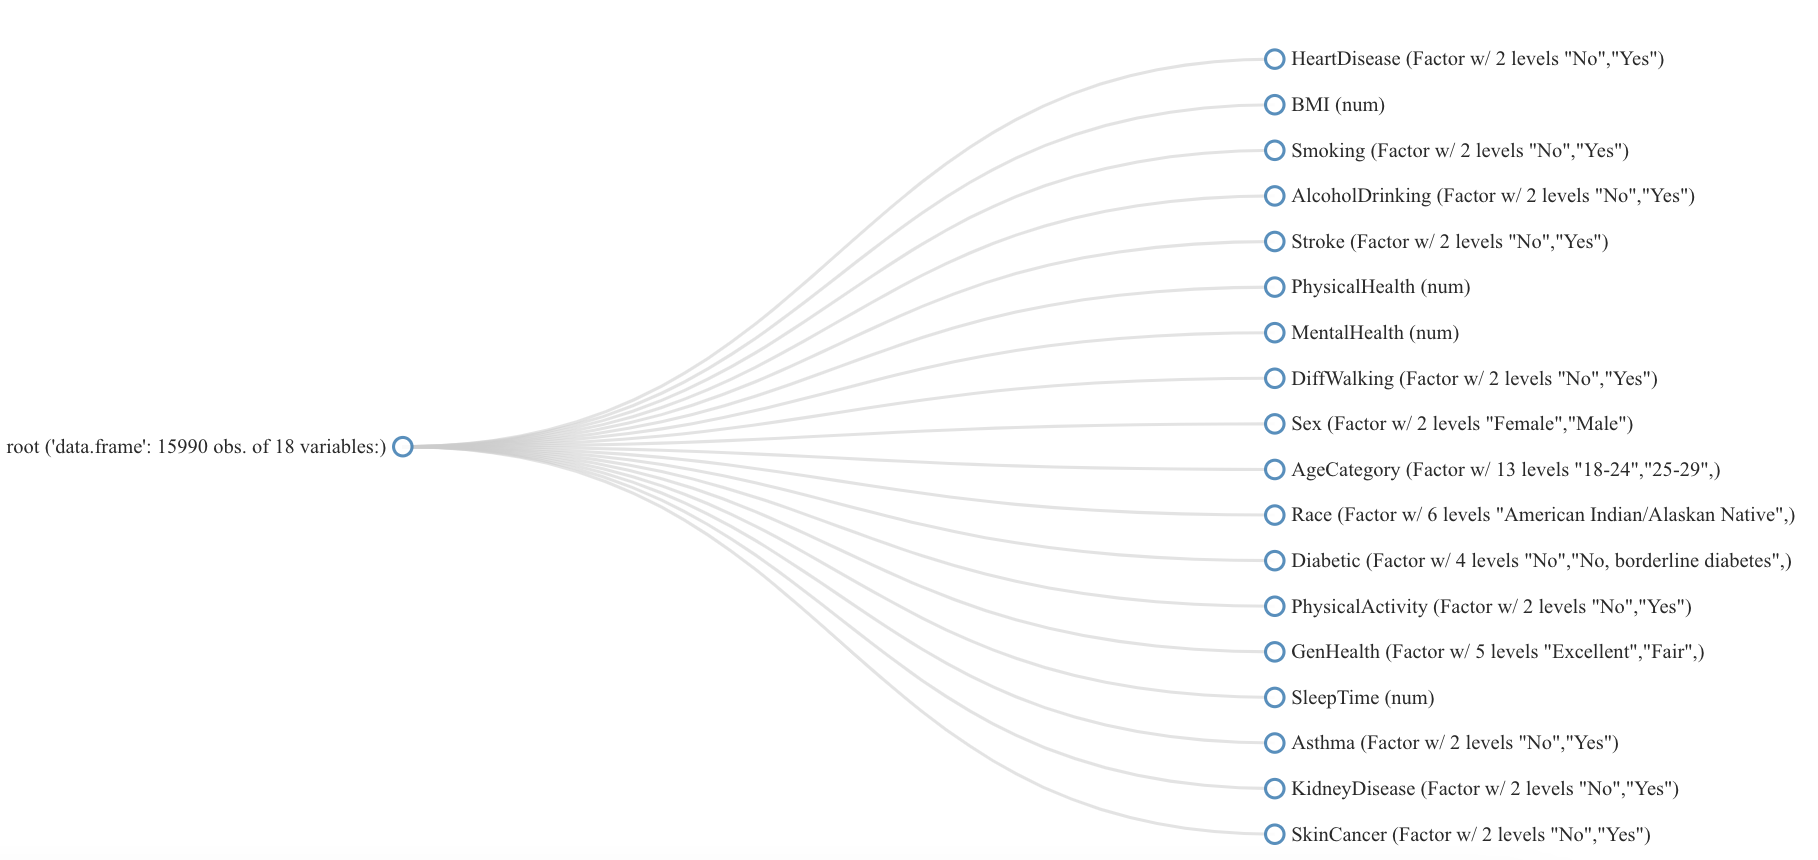 root ('data.frame': 15990 obs. of 18 variables:)
HeartDisease (Factor w/ 2 levels "No","Yes")
BMI (num)
Smoking (Factor w/ 2 levels "No","Yes")
AlcoholDrinking (Factor w/ 2 levels "No","Yes")
Stroke (Factor w/ 2 levels "No","Yes")
PhysicalHealth (num)
MentalHealth (num)
DiffWalking (Factor w/ 2 levels "No","Yes")
Sex (Factor w/ 2 levels "Female","Male")
AgeCategory (Factor w/ 13 levels "18-24","25-29",)
Race (Factor w/ 6 levels "American Indian/Alaskan Native",)
Diabetic (Factor w/ 4 levels "No","No, borderline diabetes",)
PhysicalActivity (Factor w/ 2 levels "No","Yes")
GenHealth (Factor w/ 5 levels "Excellent","Fair",)
SleepTime (num)
Asthma (Factor w/ 2 levels "No","Yes")
KidneyDisease (Factor w/ 2 levels "No","Yes")
SkinCancer (Factor w/ 2 levels "No","Yes")